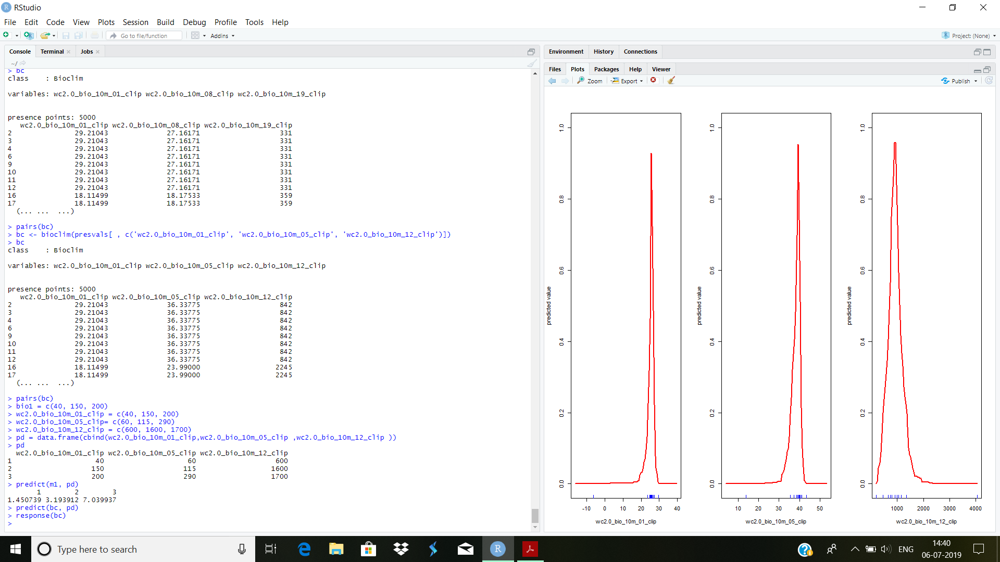 RStudio
File Edit Code View Plots Session Build Debug Profile Tools Help
Go to file/function Addins Project: (None)
Console Terminal Jobs
~/
> bc
class    : Bioclim
variables: wc2.0_bio_10m_01_clip wc2.0_bio_10m_08_clip wc2.0_bio_10m_19_clip
presence points: 5000
   wc2.0_bio_10m_01_clip wc2.0_bio_10m_08_clip wc2.0_bio_10m_19_clip
2 29.21043 27.16171 331
3 29.21043 27.16171 331
4 29.21043 27.16171 331
6 29.21043 27.16171 331
9 29.21043 27.16171 331
10 29.21043 27.16171 331
11 29.21043 27.16171 331
12 29.21043 27.16171 331
16 18.11499 18.17533 359
17 18.11499 18.17533 359
  (... ...  ...)
> pairs(bc)
> bc <- bioclim(presvals[ , c('wc2.0_bio_10m_01_clip', 'wc2.0_bio_10m_05_clip', 'wc2.0_bio_10m_12_clip')])
> bc
class    : Bioclim
variables: wc2.0_bio_10m_01_clip wc2.0_bio_10m_05_clip wc2.0_bio_10m_12_clip
presence points: 5000
   wc2.0_bio_10m_01_clip wc2.0_bio_10m_05_clip wc2.0_bio_10m_12_clip
2 29.21043 36.33775 842
3 29.21043 36.33775 842
4 29.21043 36.33775 842
6 29.21043 36.33775 842
9 29.21043 36.33775 842
10 29.21043 36.33775 842
11 29.21043 36.33775 842
12 29.21043 36.33775 842
16 18.11499 23.99000 2245
17 18.11499 23.99000 2245
  (... ...  ...)
> pairs(bc)
> bio1 = c(40, 150, 200)
> wc2.0_bio_10m_01_clip = c(40, 150, 200)
> wc2.0_bio_10m_05_clip= c(60, 115, 290)
> wc2.0_bio_10m_12_clip = c(600, 1600, 1700)
> pd = data.frame(cbind(wc2.0_bio_10m_01_clip,wc2.0_bio_10m_05_clip ,wc2.0_bio_10m_12_clip ))
> pd
  wc2.0_bio_10m_01_clip wc2.0_bio_10m_05_clip wc2.0_bio_10m_12_clip
1 40 60 600
2 150 115 1600
3 200 290 1700
> predict(m1, pd)
       1        2        3
1.450739 3.193912 7.039937
> predict(bc, pd)
> response(bc)
>
Environment History Connections
Files Plots Packages Help Viewer
Zoom Export Publish
predicted value
0.0 0.2 0.4 0.6 0.8 1.0
-10 0 10 20 30 40
wc2.0_bio_10m_01_clip
predicted value
0.0 0.2 0.4 0.6 0.8 1.0
10 20 30 40 50
wc2.0_bio_10m_05_clip
predicted value
0.0 0.2 0.4 0.6 0.8 1.0
1000 2000 3000 4000
wc2.0_bio_10m_12_clip
Type here to search
ENG
14:40
06-07-2019